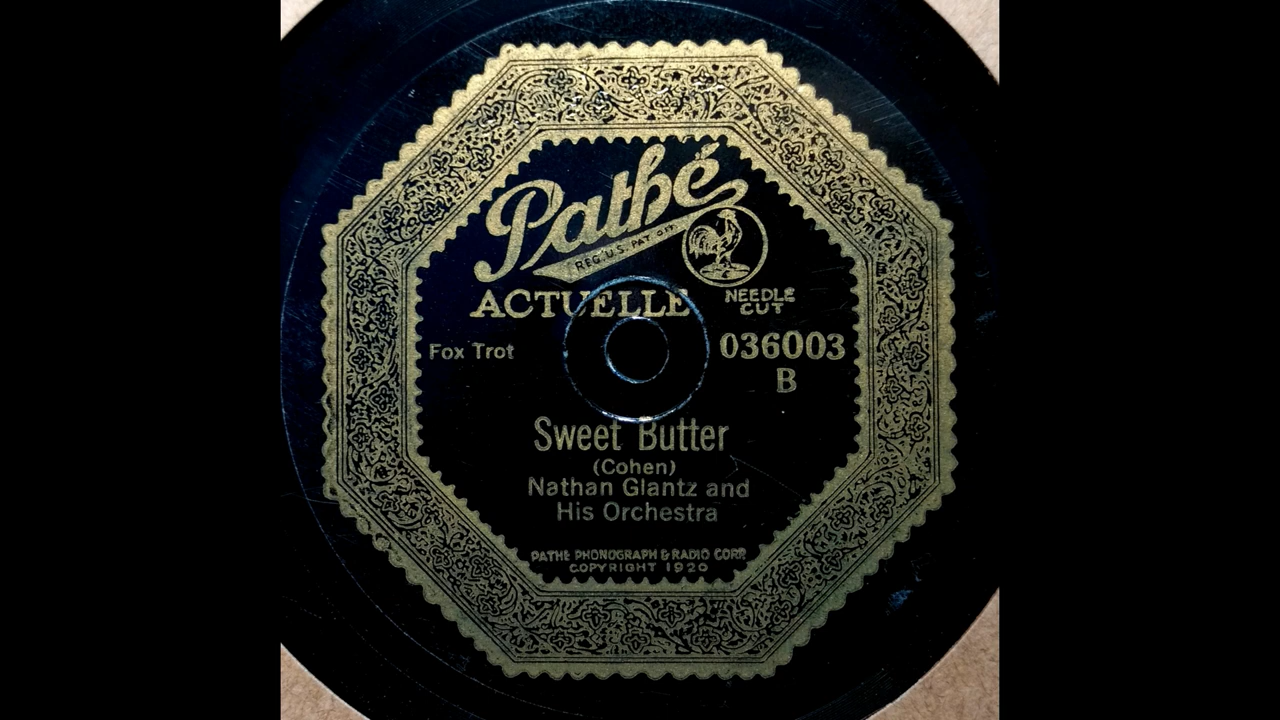 Pathé
REG. U.S. PAT. OFF.
ACTUELLE
NEEDLE
CUT
Fox Trot
036003
B
Sweet Butter
(Cohen)
Nathan Glantz and
His Orchestra
PATHE PHONOGRAPH & RADIO CORP.
COPYRIGHT 1920